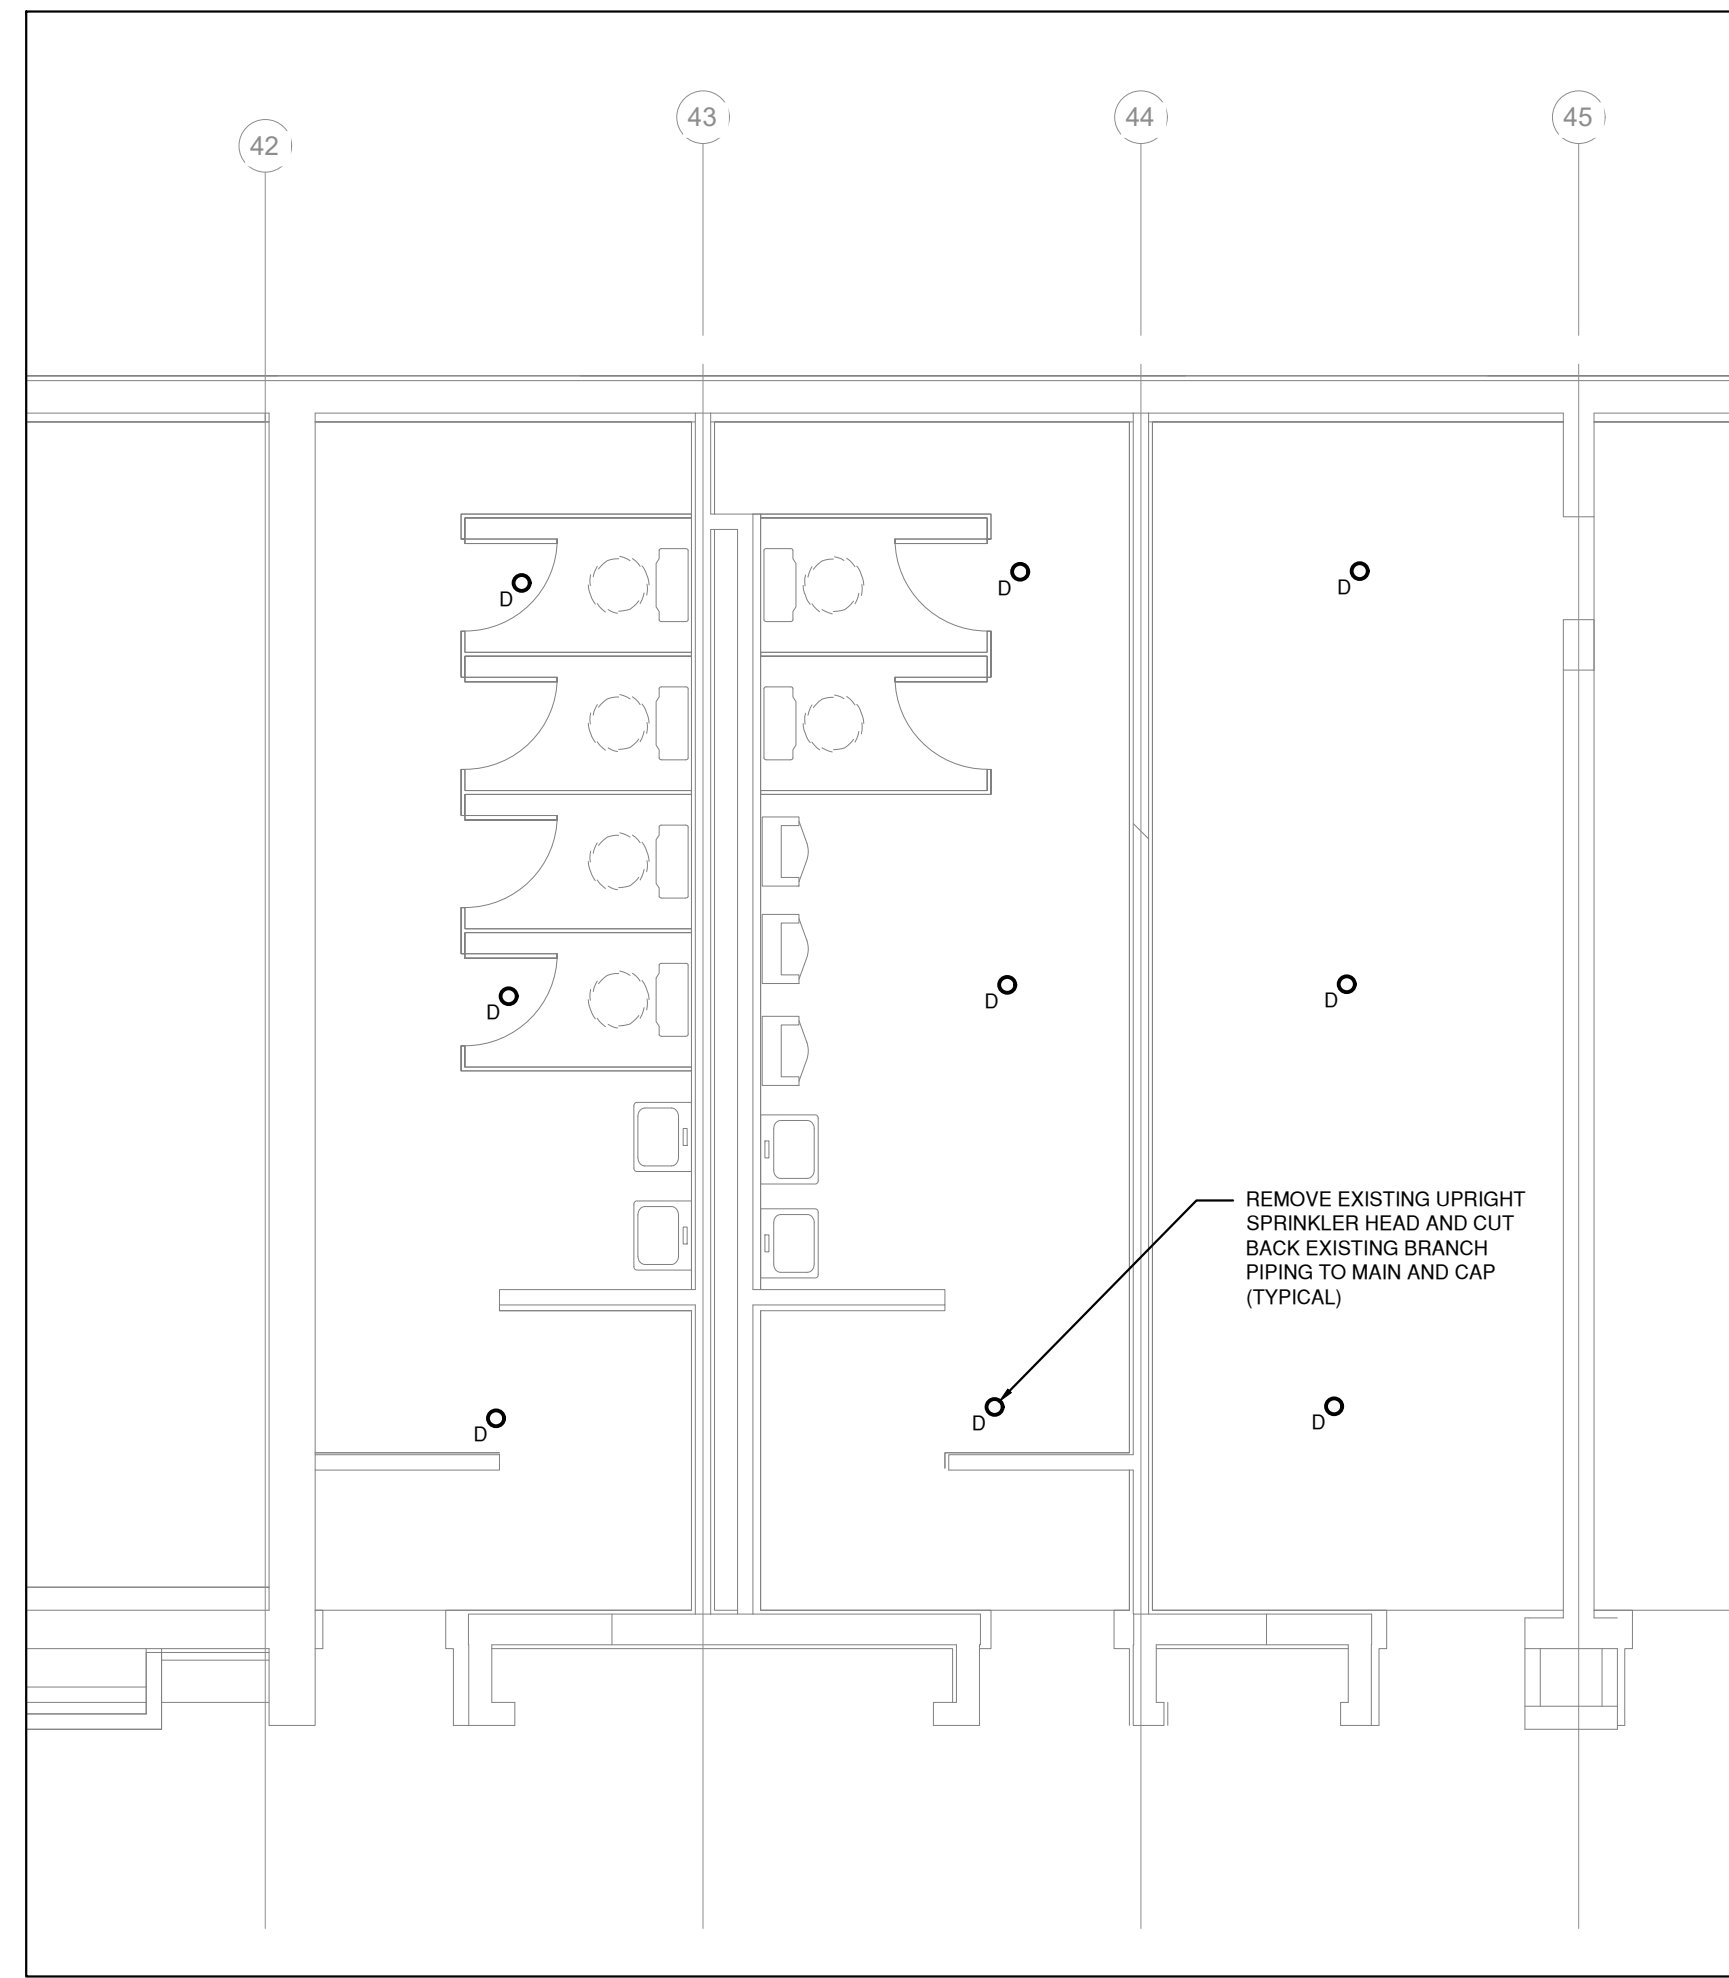 42
43
44
45
D
D
D
D
D
D
REMOVE EXISTING UPRIGHT
SPRINKLER HEAD AND CUT
BACK EXISTING BRANCH
PIPING TO MAIN AND CAP
(TYPICAL)
D
D
D